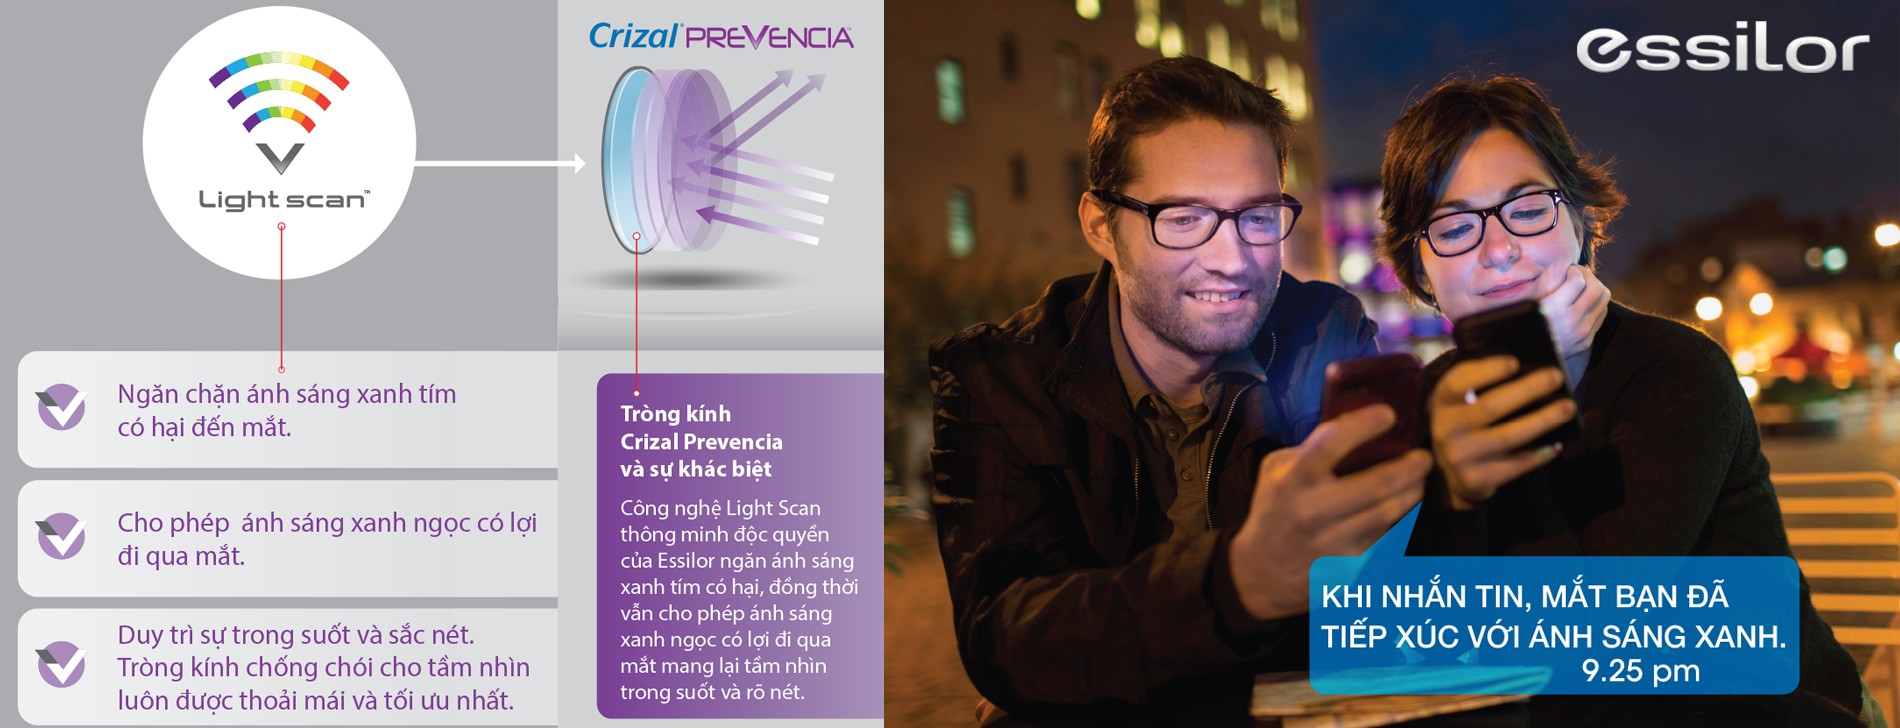 Light scan™
Ngăn chặn ánh sáng xanh tím
có hại đến mắt.
Cho phép ánh sáng xanh ngọc có lợi
đi qua mắt.
Duy trì sự trong suốt và sắc nét.
Tròng kính chống chói cho tầm nhìn
luôn được thoải mái và tối ưu nhất.
Crizal® PREVENCIA™
Tròng kính
Crizal Prevencia
và sự khác biệt
Công nghệ Light Scan
thông minh độc quyền
của Essilor ngăn ánh sáng
xanh tím có hại, đồng thời
vẫn cho phép ánh sáng
xanh ngọc có lợi đi qua
mắt mang lại tầm nhìn
trong suốt và rõ nét.
essilor
KHI NHẮN TIN, MẮT BẠN ĐÃ
TIẾP XÚC VỚI ÁNH SÁNG XANH.
9.25 pm